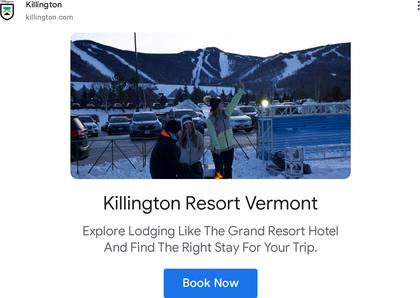 Killington
killington.com
Killington Resort Vermont
Explore Lodging Like The Grand Resort Hotel
And Find The Right Stay For Your Trip.
Book Now